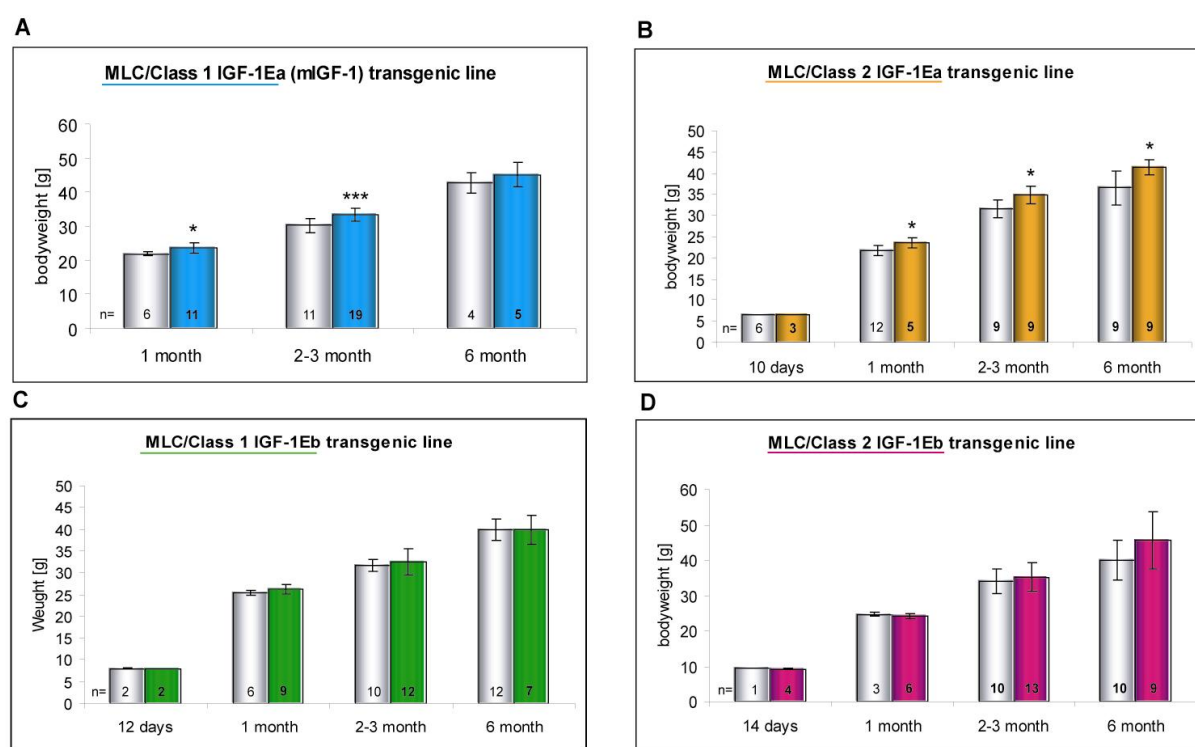 A
MLC/Class 1 IGF-1Ea (mIGF-1) transgenic line
bodyweight [g]
60
50
40
30
20
10
0
*
***
n= 6 11 11 19 4 5
1 month 2-3 month 6 month
B
MLC/Class 2 IGF-1Ea transgenic line
bodyweight [g]
50
45
40
35
30
25
20
15
10
5
0
*
*
*
n= 6 3 12 5 9 9 9 9
10 days 1 month 2-3 month 6 month
C
MLC/Class 1 IGF-1Eb transgenic line
Weught [g]
50
45
40
35
30
25
20
15
10
5
0
n= 2 2 6 9 10 12 12 7
12 days 1 month 2-3 month 6 month
D
MLC/Class 2 IGF-1Eb transgenic line
bodyweight [g]
60
50
40
30
20
10
0
n= 1 4 3 6 10 13 10 9
14 days 1 month 2-3 month 6 month